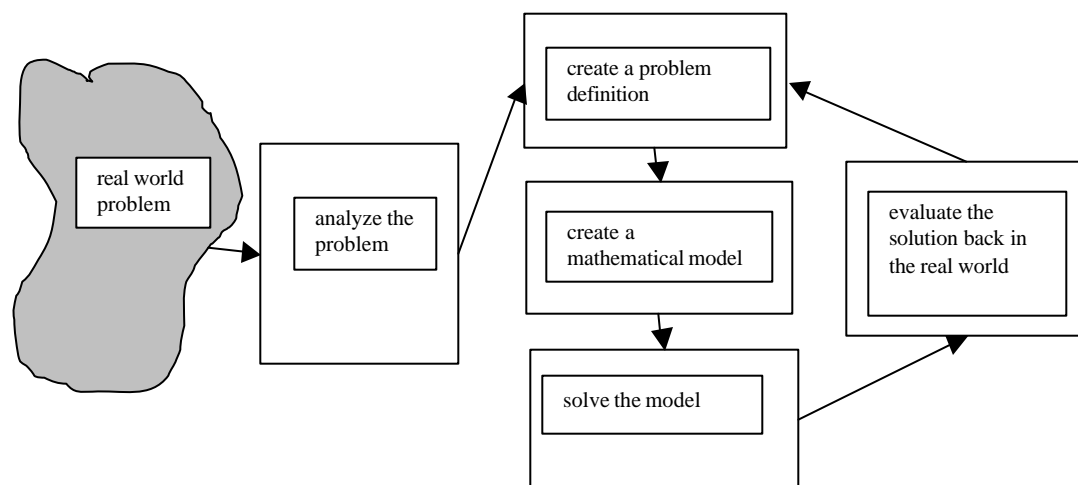 real world
problem
analyze the
problem
create a problem
definition
create a
mathematical model
solve the model
evaluate the
solution back in
the real world